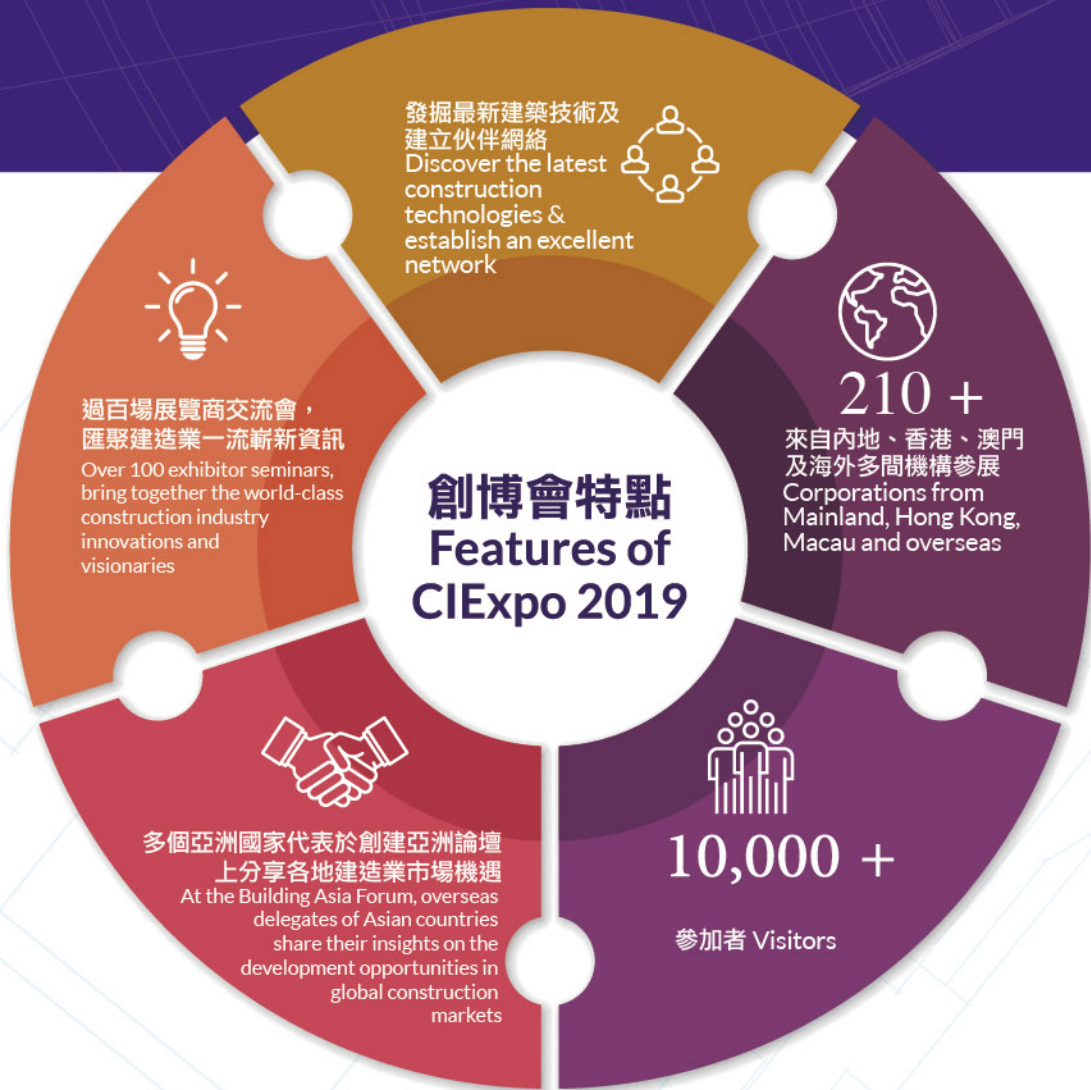 發掘最新建築技術及
建立伙伴網絡
Discover the latest
construction
technologies &
establish an excellent
network
210 +
來自內地、香港、澳門
及海外多間機構參展
Corporations from
Mainland, Hong Kong,
Macau and overseas
10,000 +
參加者 Visitors
多個亞洲國家代表於創建亞洲論壇
上分享各地建造業市場機遇
At the Building Asia Forum, overseas
delegates of Asian countries
share their insights on the
development opportunities in
global construction
markets
過百場展覽商交流會，
匯聚建造業一流嶄新資訊
Over 100 exhibitor seminars,
bring together the world-class
construction industry
innovations and
visionaries
創博會特點
Features of
CIExpo 2019